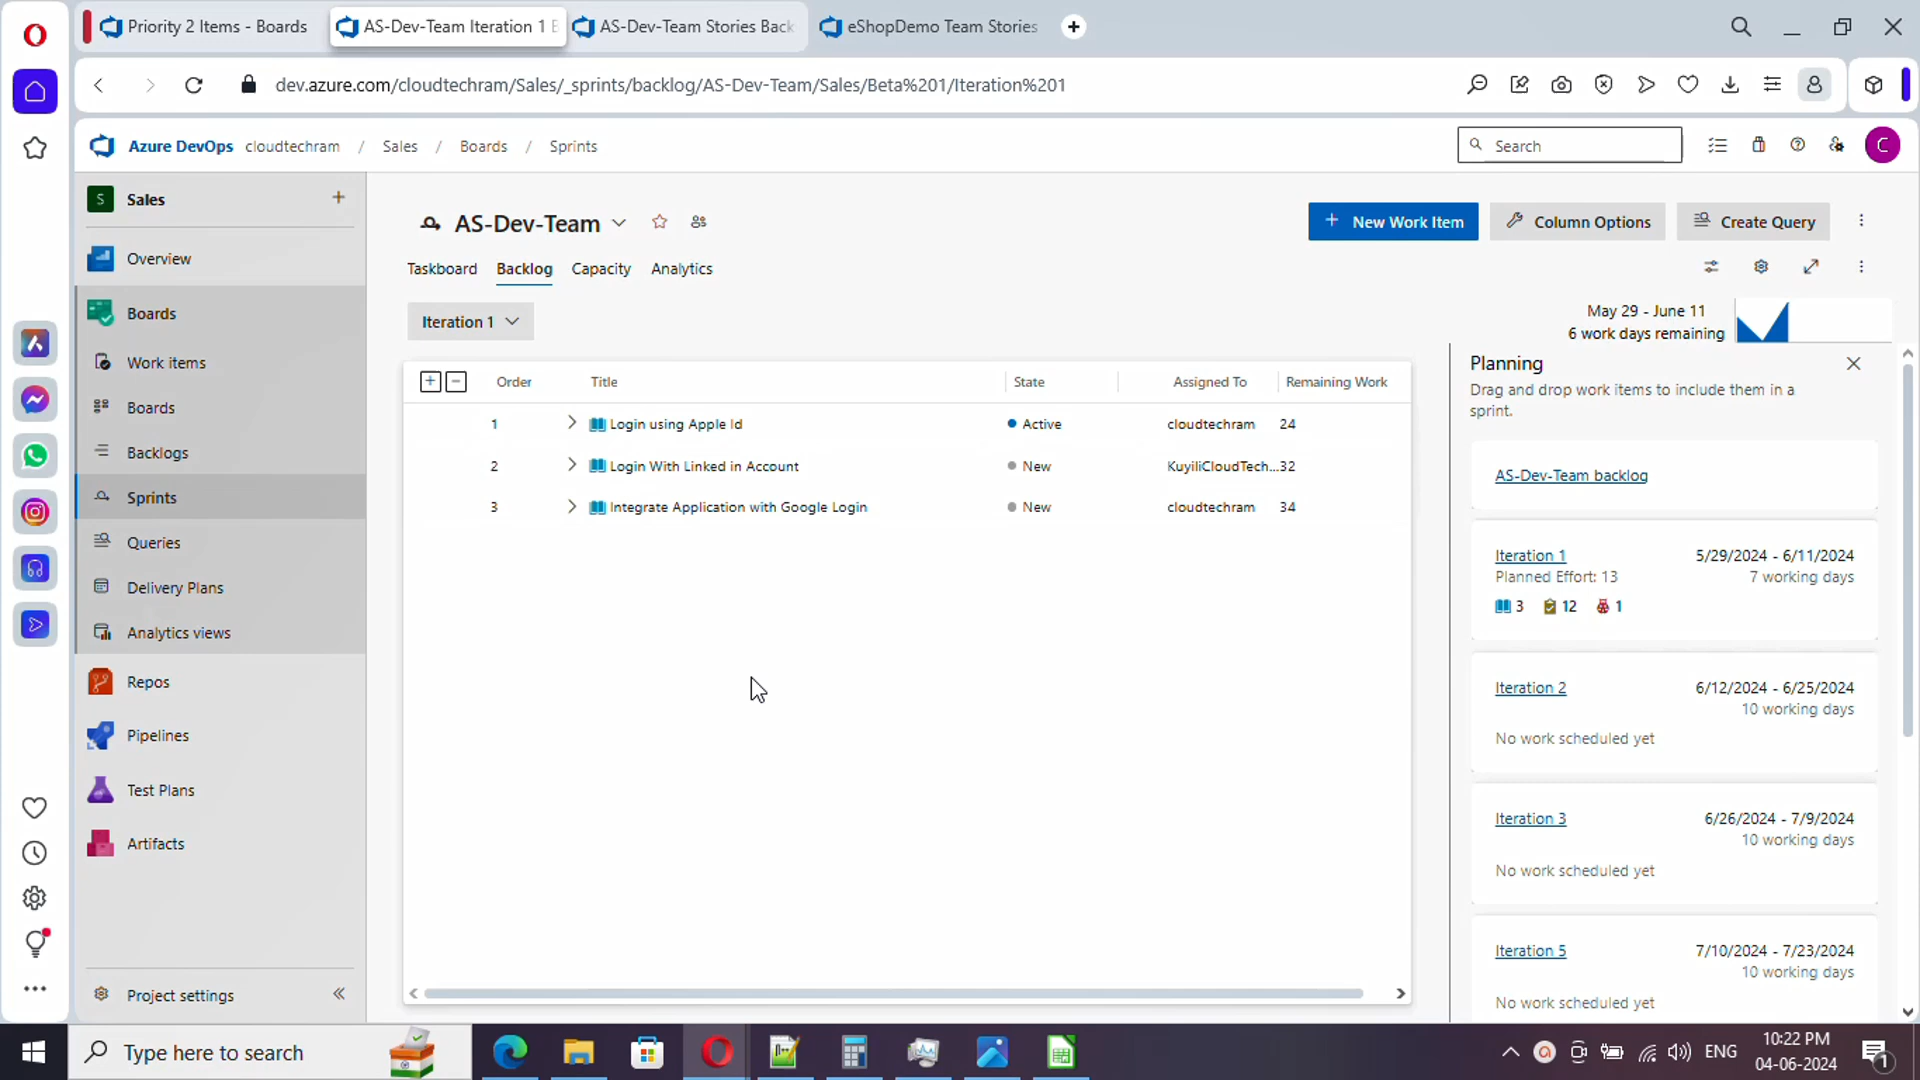 Priority 2 Items - Boards
AS-Dev-Team Iteration 1 B
AS-Dev-Team Stories Back
eShopDemo Team Stories
dev.azure.com/cloudtechram/Sales/_sprints/backlog/AS-Dev-Team/Sales/Beta%201/Iteration%201
Azure DevOps cloudtechram / Sales / Boards / Sprints
Search
C
S Sales
Overview
Boards
Work items
Boards
Backlogs
Sprints
Queries
Delivery Plans
Analytics views
Repos
Pipelines
Test Plans
Artifacts
Project settings
AS-Dev-Team
New Work Item
Column Options
Create Query
Taskboard Backlog Capacity Analytics
Iteration 1
May 29 - June 11
6 work days remaining
Order Title State Assigned To Remaining Work
1 Login using Apple Id Active cloudtechram 24
2 Login With Linked in Account New KuyiliCloudTech... 32
3 Integrate Application with Google Login New cloudtechram 34
Planning
Drag and drop work items to include them in a
sprint.
AS-Dev-Team backlog
Iteration 1 5/29/2024 - 6/11/2024
Planned Effort: 13 7 working days
3 12 1
Iteration 2 6/12/2024 - 6/25/2024
10 working days
No work scheduled yet
Iteration 3 6/26/2024 - 7/9/2024
10 working days
No work scheduled yet
Iteration 5 7/10/2024 - 7/23/2024
10 working days
No work scheduled yet
Type here to search
ENG
10:22 PM
04-06-2024
1